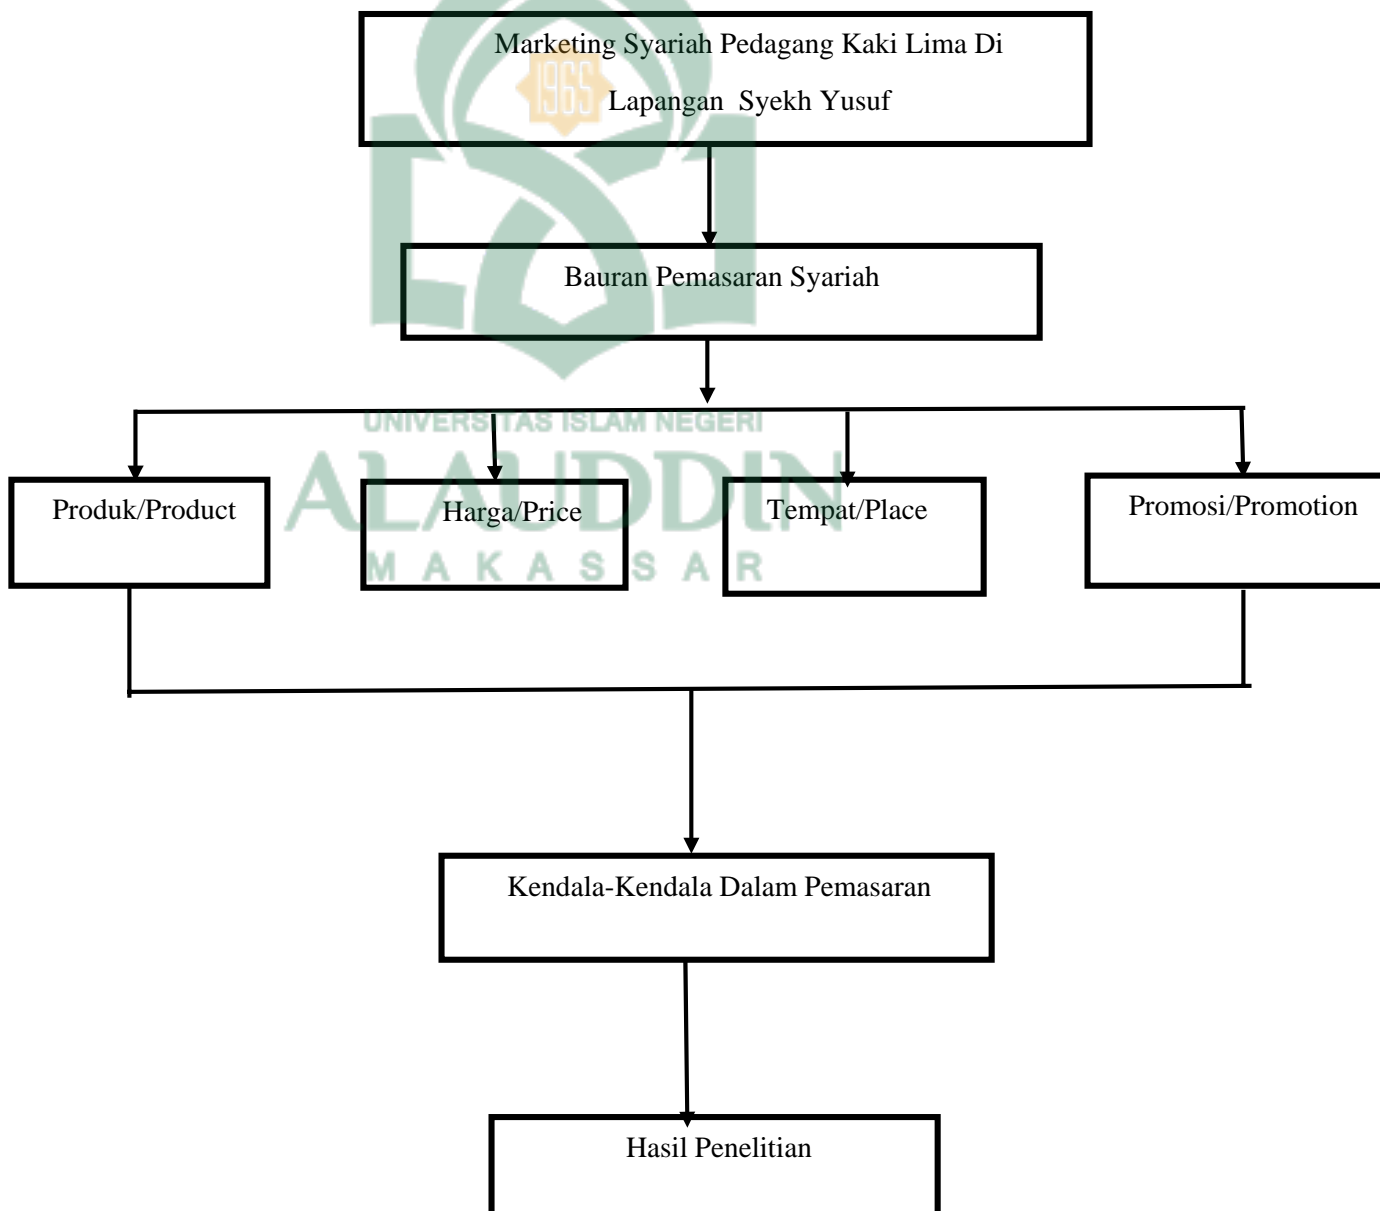 Marketing Syariah Pedagang Kaki Lima Di
1965
Lapangan Syekh Yusuf
Bauran Pemasaran Syariah
UNIVERSITAS ISLAM NEGERI
ALAUDDIN
MAKASSAR
Produk/Product
Harga/Price
Tempat/Place
Promosi/Promotion
Kendala-Kendala Dalam Pemasaran
Hasil Penelitian